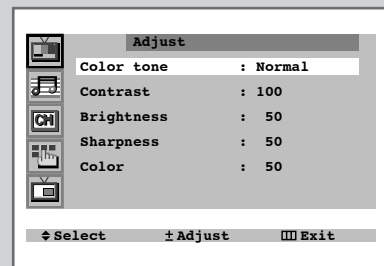 Adjust
Color tone : Normal
Contrast : 100
Brightness : 50
CH
Sharpness : 50
Color : 50
Select ± Adjust Exit